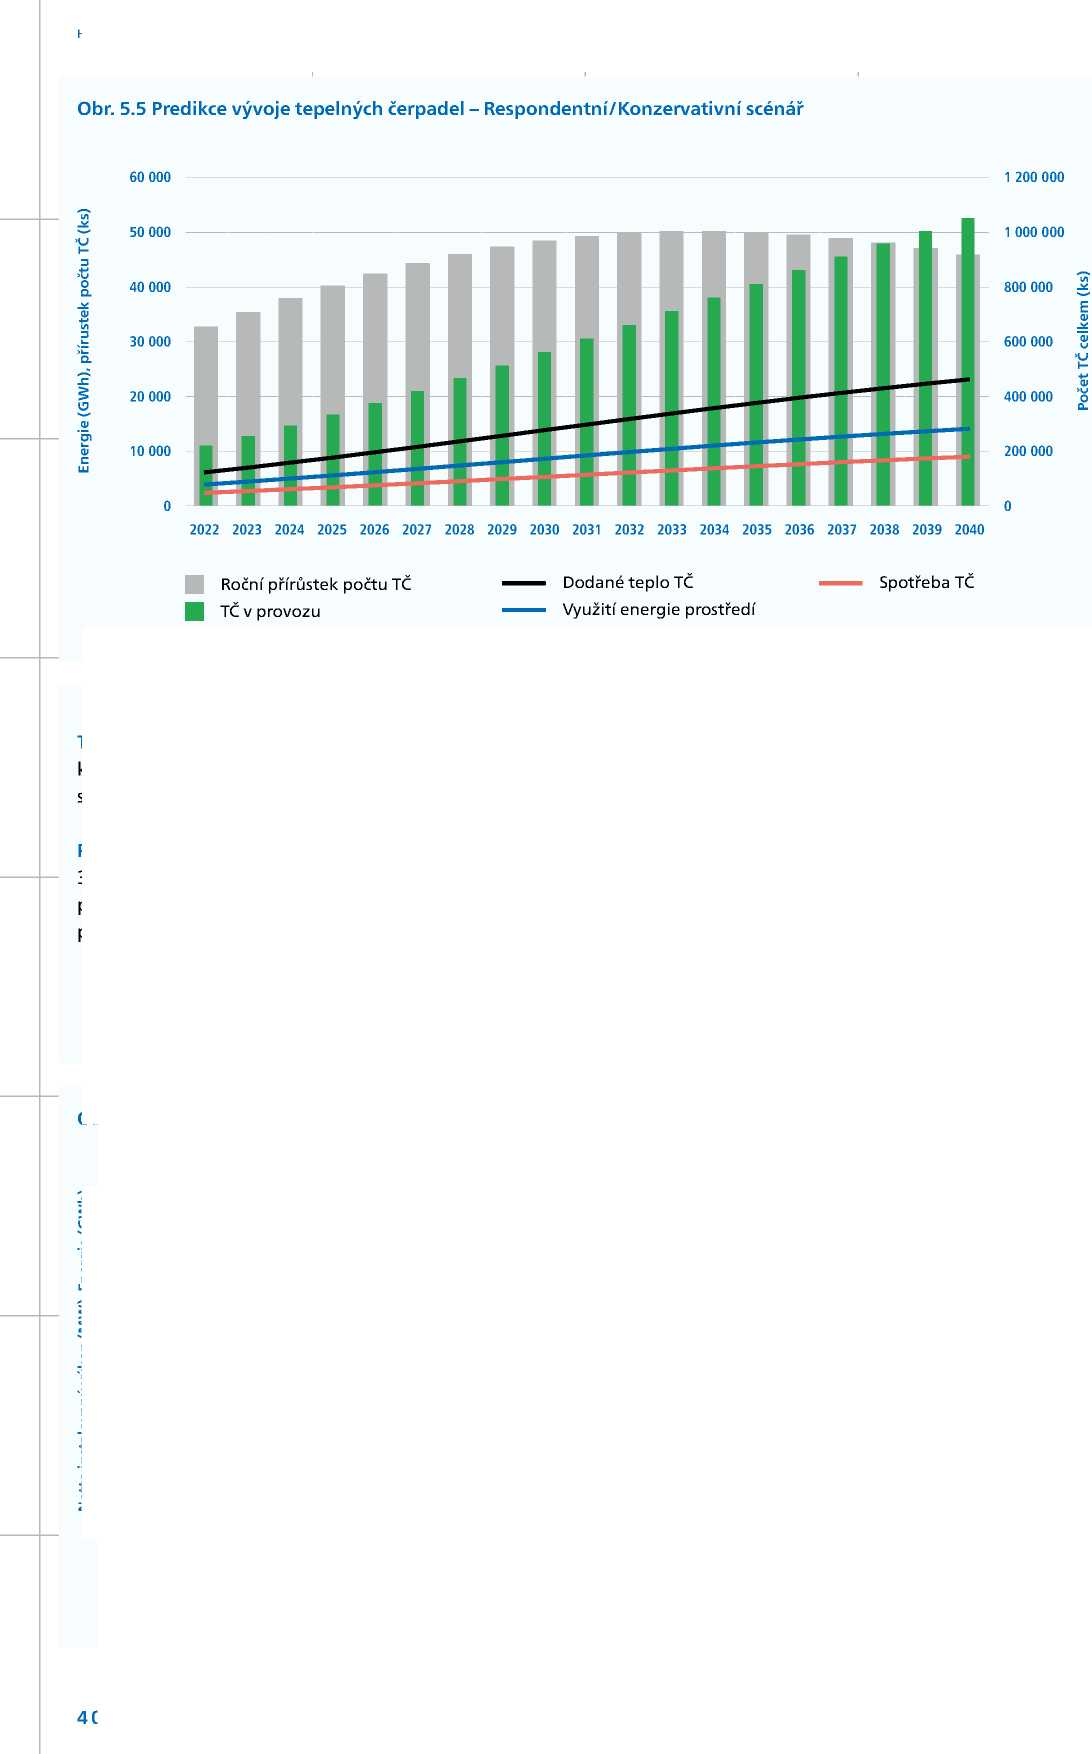 Obr. 5.5 Predikce vývoje tepelných čerpadel – Respondentní/Konzervativní scénář
Energie (GWh), přírustek počtu TČ (ks)
60 000
50 000
40 000
30 000
20 000
10 000
0
1 200 000
1 000 000
800 000
600 000
400 000
200 000
0
Počet TČ celkem (ks)
2022 2023 2024 2025 2026 2027 2028 2029 2030 2031 2032 2033 2034 2035 2036 2037 2038 2039 2040
Roční přírůstek počtu TČ
Dodané teplo TČ
Spotřeba TČ
TČ v provozu
Využití energie prostředí